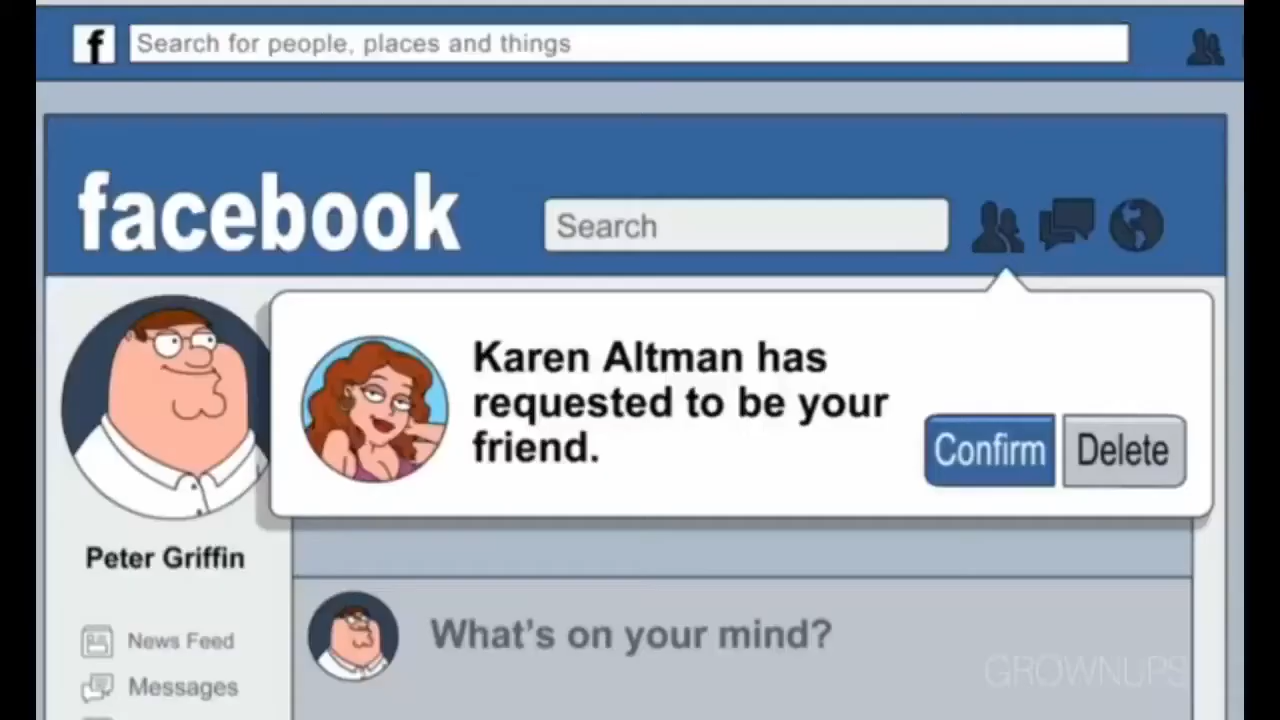 f
Search for people, places and things
facebook
Search
Karen Altman has
requested to be your
friend.
Confirm
Delete
Peter Griffin
What's on your mind?
News Feed
Messages
GROWNUPS